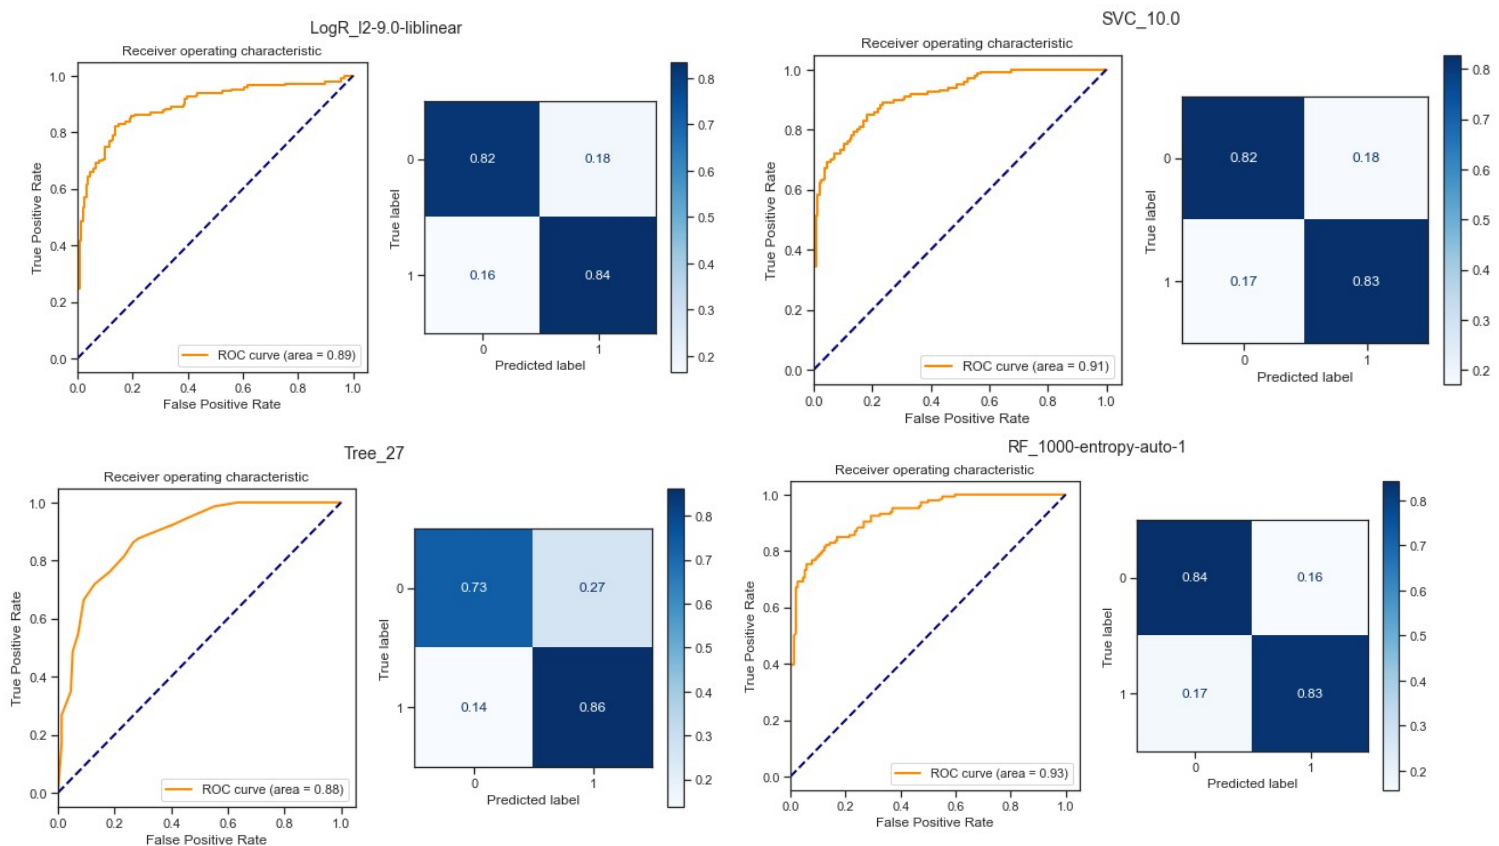 LogR_l2-9.0-liblinear
Receiver operating characteristic
1.0
0.8
0.6
0.4
0.2
0.0
True Positive Rate
0.0 0.2 0.4 0.6 0.8 1.0
False Positive Rate
ROC curve (area = 0.89)
0.82 0.18
0.16 0.84
0
1
True label
0 1
Predicted label
0.8
0.7
0.6
0.5
0.4
0.3
0.2
SVC_10.0
Receiver operating characteristic
1.0
0.8
0.6
0.4
0.2
0.0
True Positive Rate
0.0 0.2 0.4 0.6 0.8 1.0
False Positive Rate
ROC curve (area = 0.91)
0.82 0.18
0.17 0.83
0
1
True label
0 1
Predicted label
0.8
0.7
0.6
0.5
0.4
0.3
0.2
Tree_27
Receiver operating characteristic
1.0
0.8
0.6
0.4
0.2
0.0
True Positive Rate
0.0 0.2 0.4 0.6 0.8 1.0
False Positive Rate
ROC curve (area = 0.88)
0.73 0.27
0.14 0.86
0
1
True label
0 1
Predicted label
0.8
0.7
0.6
0.5
0.4
0.3
0.2
RF_1000-entropy-auto-1
Receiver operating characteristic
1.0
0.8
0.6
0.4
0.2
0.0
True Positive Rate
0.0 0.2 0.4 0.6 0.8 1.0
False Positive Rate
ROC curve (area = 0.93)
0.84 0.16
0.17 0.83
0
1
True label
0 1
Predicted label
0.8
0.7
0.6
0.5
0.4
0.3
0.2